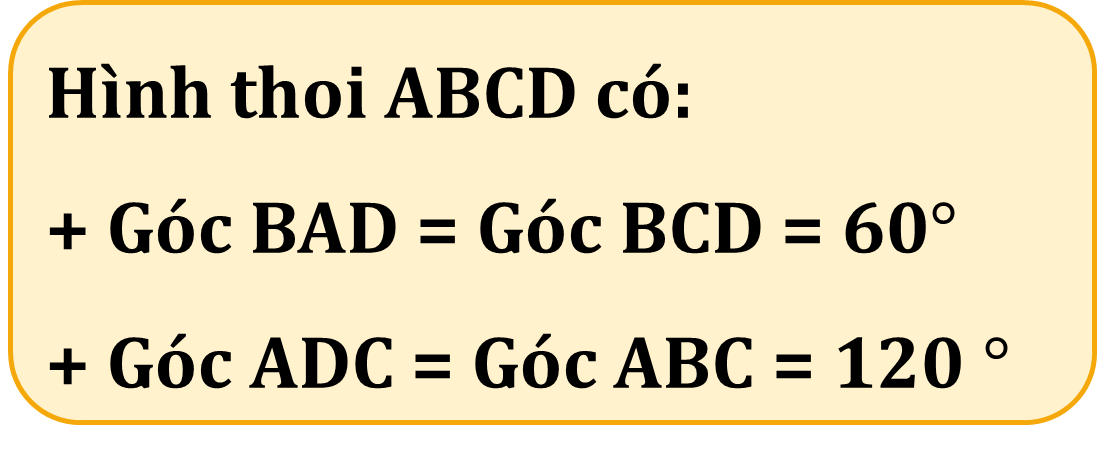 Hình thoi ABCD có:
+ Góc BAD = Góc BCD = 60°
+ Góc ADC = Góc ABC = 120 °